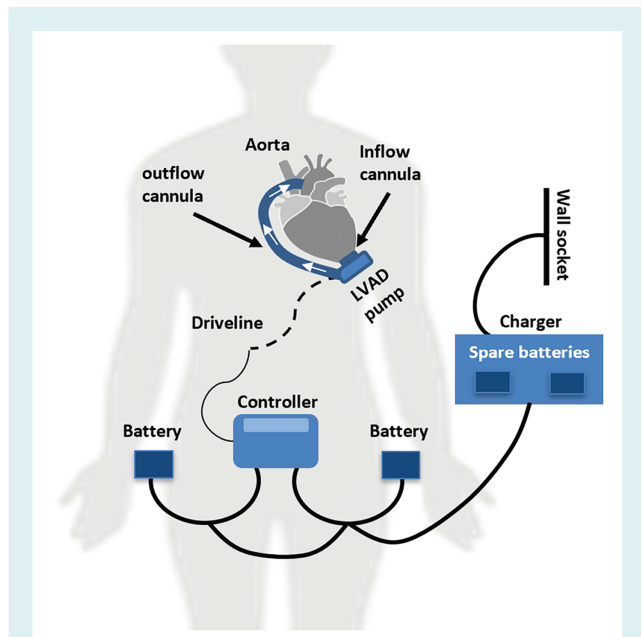 Aorta
Inflow
cannula
outflow
cannula
LVAD
pump
Wall socket
Driveline
Charger
Spare batteries
Controller
Battery
Battery